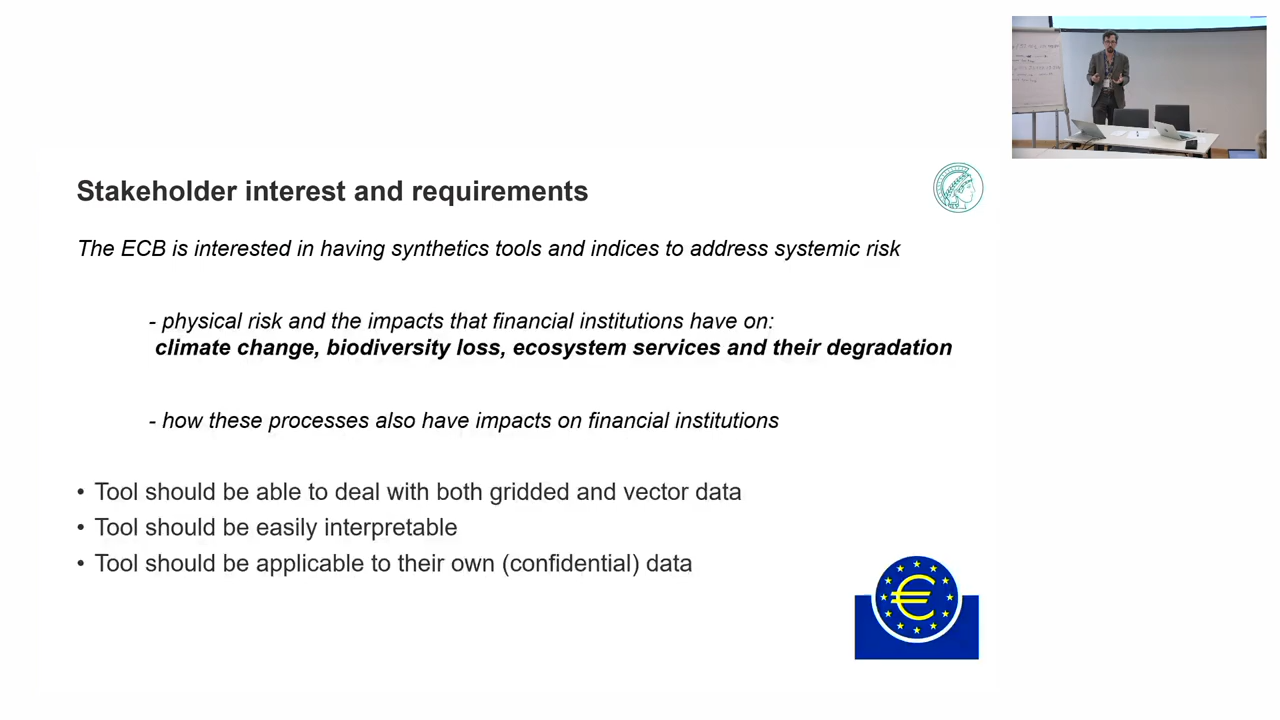 Stakeholder interest and requirements
The ECB is interested in having synthetics tools and indices to address systemic risk
- physical risk and the impacts that financial institutions have on:
climate change, biodiversity loss, ecosystem services and their degradation
- how these processes also have impacts on financial institutions
• Tool should be able to deal with both gridded and vector data
• Tool should be easily interpretable
• Tool should be applicable to their own (confidential) data
€